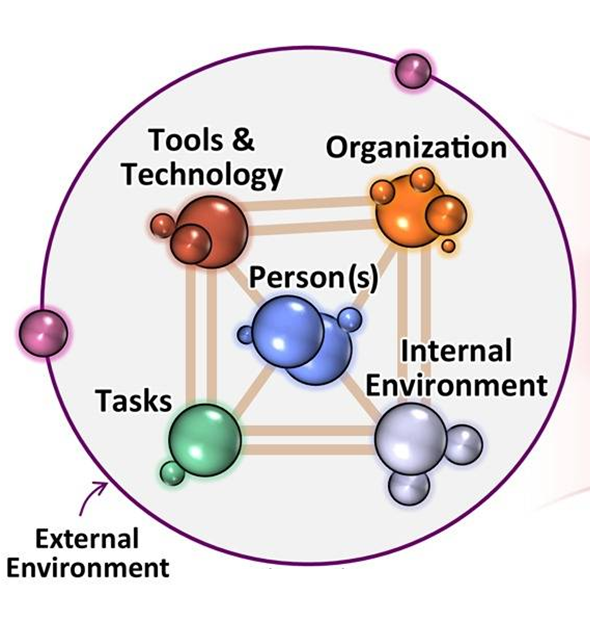 Tools &
Technology
Organization
Person(s)
Internal
Environment
Tasks
External
Environment